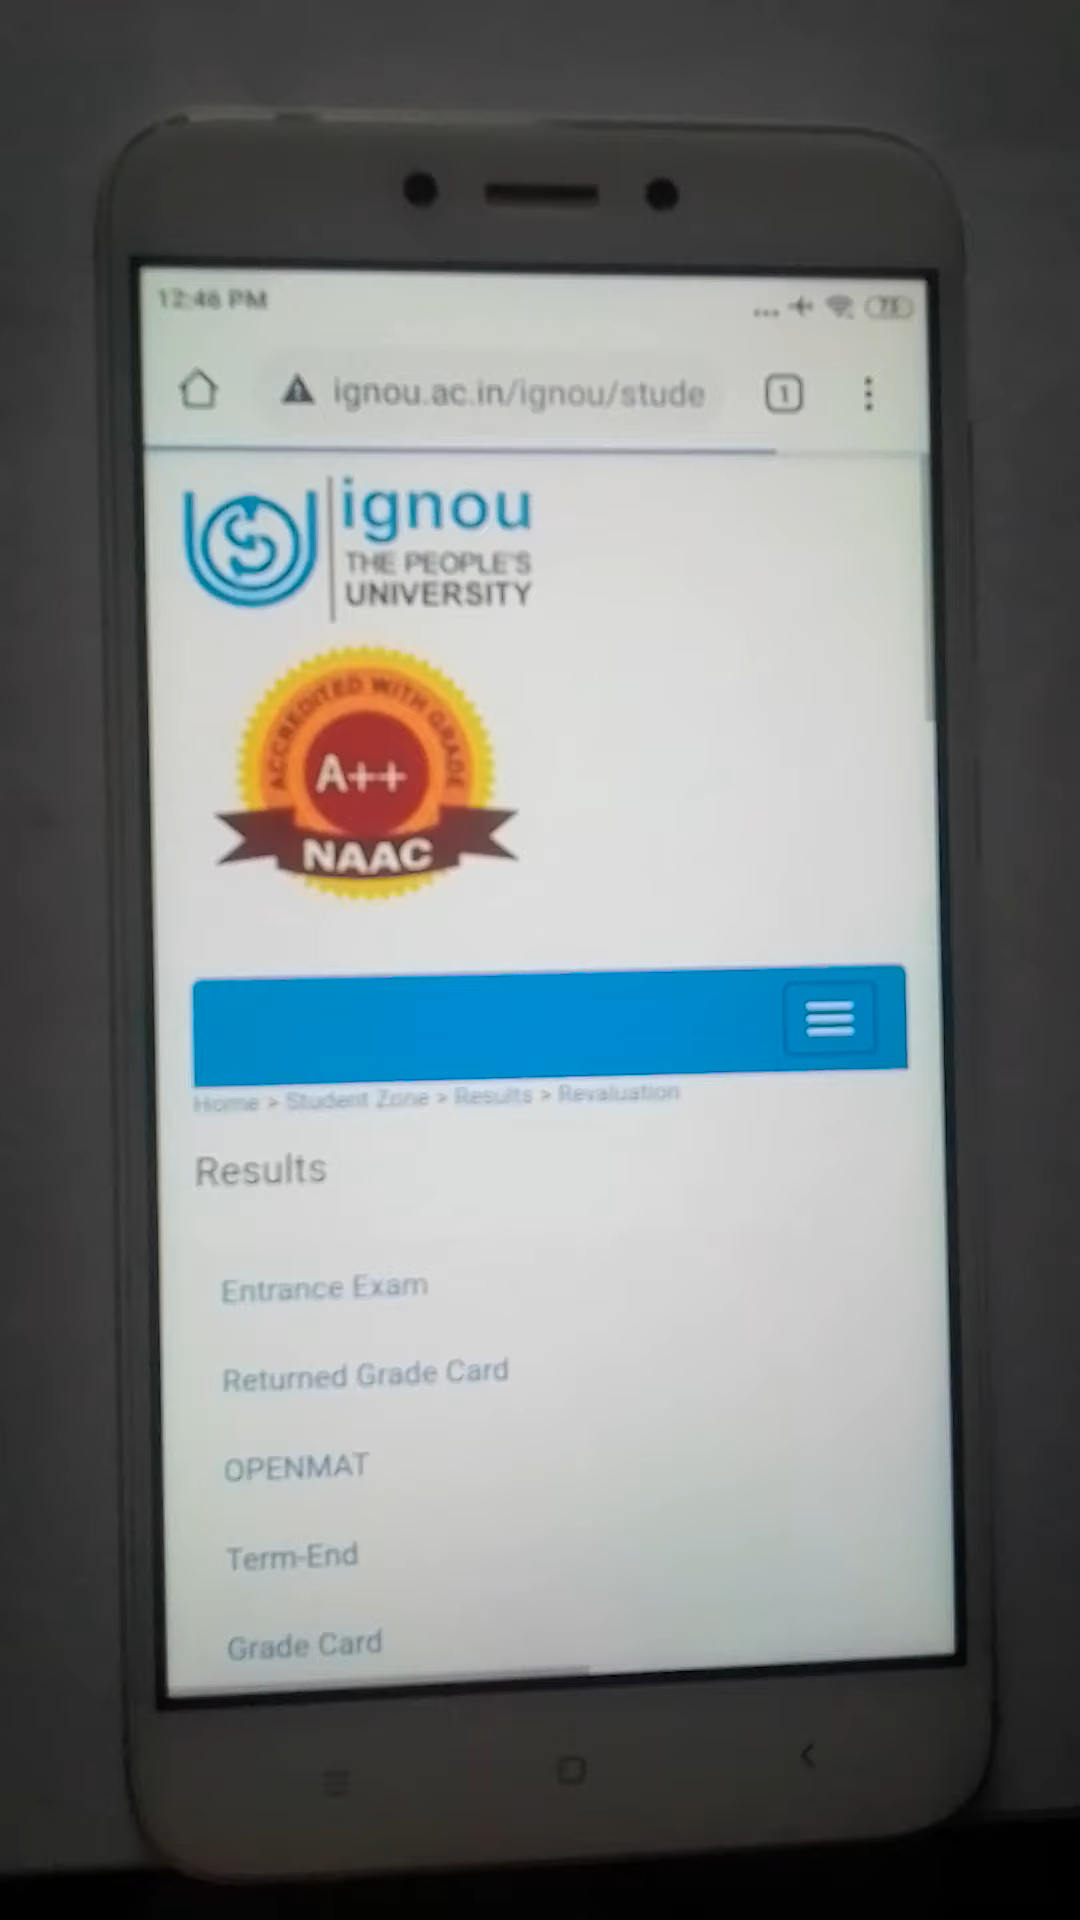 12:46 PM
73
ignou.ac.in/ignou/stude
1
ignou
THE PEOPLE'S
UNIVERSITY
ACCREDITED WITH GRADE
A++
NAAC
Home > Student Zone > Results > Revaluation
Results
Entrance Exam
Returned Grade Card
OPENMAT
Term-End
Grade Card